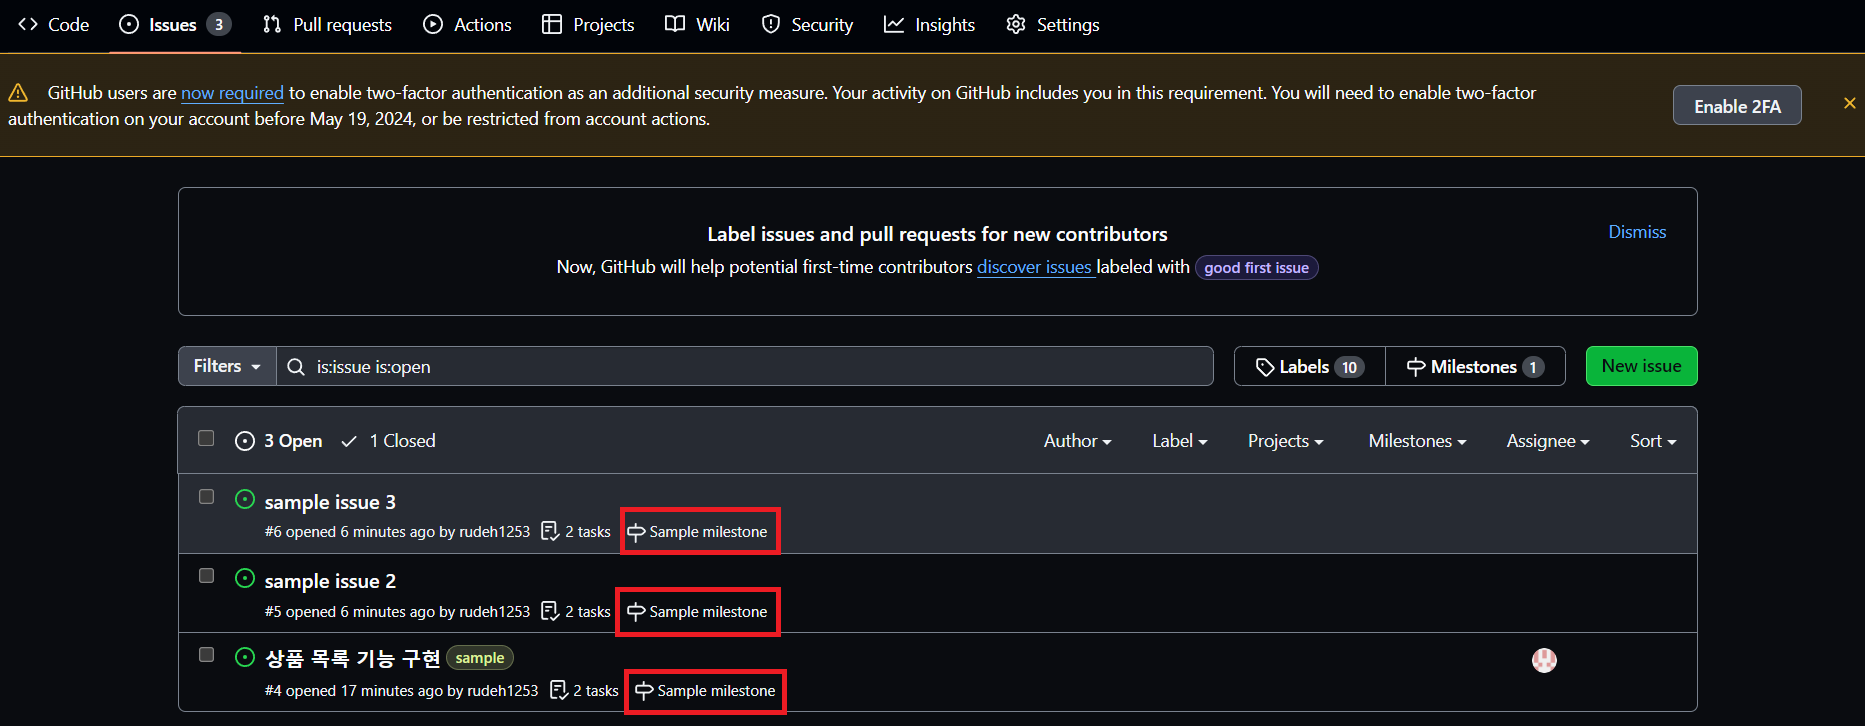 Code Issues 3 Pull requests Actions Projects Wiki Security Insights Settings
GitHub users are now required to enable two-factor authentication as an additional security measure. Your activity on GitHub includes you in this requirement. You will need to enable two-factor
authentication on your account before May 19, 2024, or be restricted from account actions.
Enable 2FA
Label issues and pull requests for new contributors
Dismiss
Now, GitHub will help potential first-time contributors discover issues labeled with good first issue
Filters is:issue is:open Labels 10 Milestones 1 New issue
3 Open 1 Closed Author Label Projects Milestones Assignee Sort
sample issue 3
#6 opened 6 minutes ago by rudeh1253 2 tasks Sample milestone
sample issue 2
#5 opened 6 minutes ago by rudeh1253 2 tasks Sample milestone
상품 목록 기능 구현 sample
#4 opened 17 minutes ago by rudeh1253 2 tasks Sample milestone